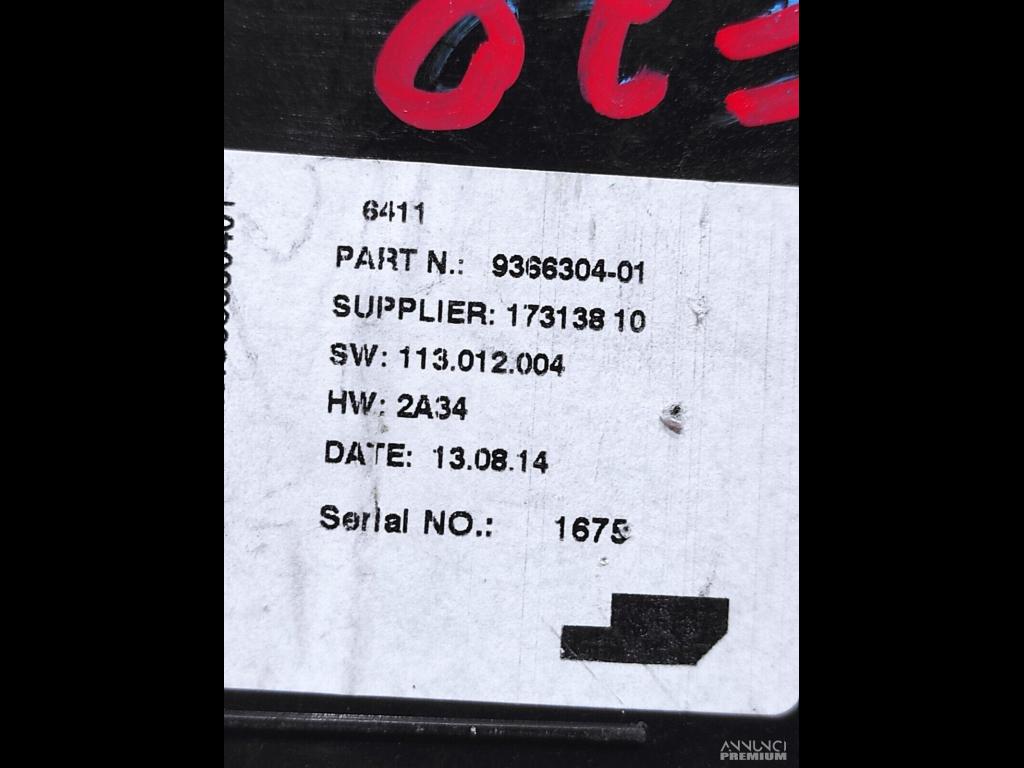 6411
PART N.: 9366304-01
SUPPLIER: 173138 10
SW: 113.012.004
HW: 2A34
DATE: 13.08.14
Serial NO.: 1675
ANNUNCI
PREMIUM